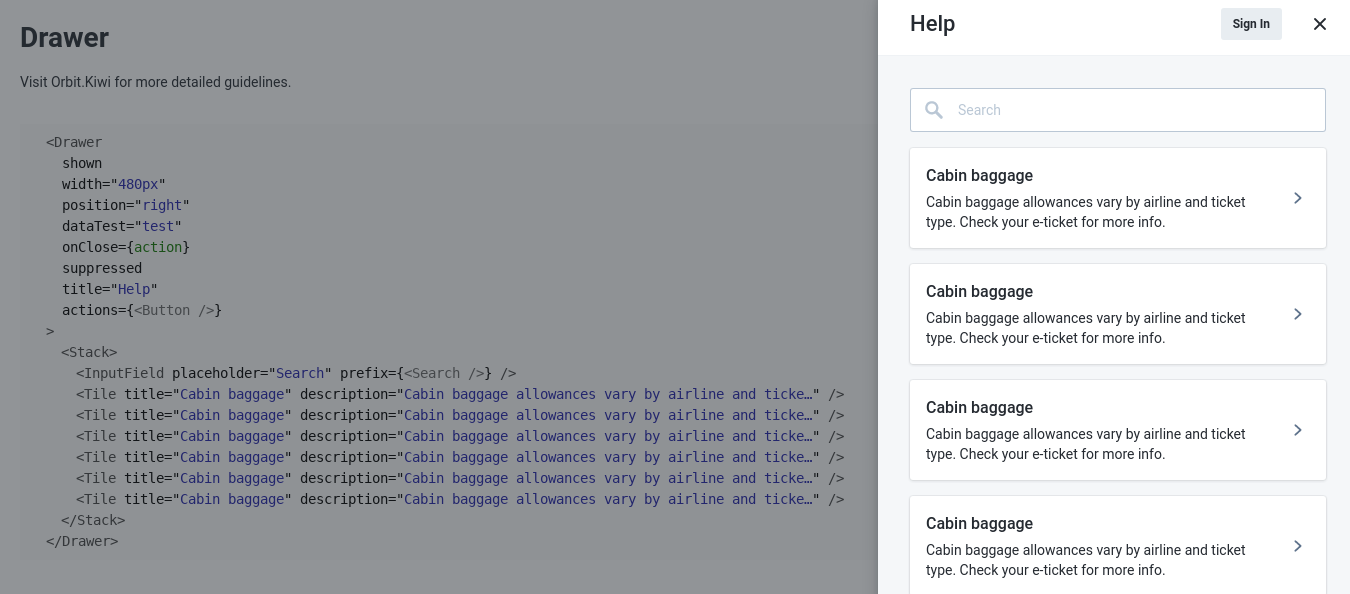 Drawer
Visit Orbit.Kiwi for more detailed guidelines.
<Drawer
shown
width="480px"
position="right"
dataTest="test"
onClose={action}
suppressed
title="Help"
actions={<Button />}
>
<Stack>
<InputField placeholder="Search" prefix={<Search />} />
<Tile title="Cabin baggage" description="Cabin baggage allowances vary by airline and ticke…" />
<Tile title="Cabin baggage" description="Cabin baggage allowances vary by airline and ticke…" />
<Tile title="Cabin baggage" description="Cabin baggage allowances vary by airline and ticke…" />
<Tile title="Cabin baggage" description="Cabin baggage allowances vary by airline and ticke…" />
<Tile title="Cabin baggage" description="Cabin baggage allowances vary by airline and ticke…" />
<Tile title="Cabin baggage" description="Cabin baggage allowances vary by airline and ticke…" />
</Stack>
</Drawer>
Help
Sign In
Search
Cabin baggage
Cabin baggage allowances vary by airline and ticket
type. Check your e-ticket for more info.
Cabin baggage
Cabin baggage allowances vary by airline and ticket
type. Check your e-ticket for more info.
Cabin baggage
Cabin baggage allowances vary by airline and ticket
type. Check your e-ticket for more info.
Cabin baggage
Cabin baggage allowances vary by airline and ticket
type. Check your e-ticket for more info.